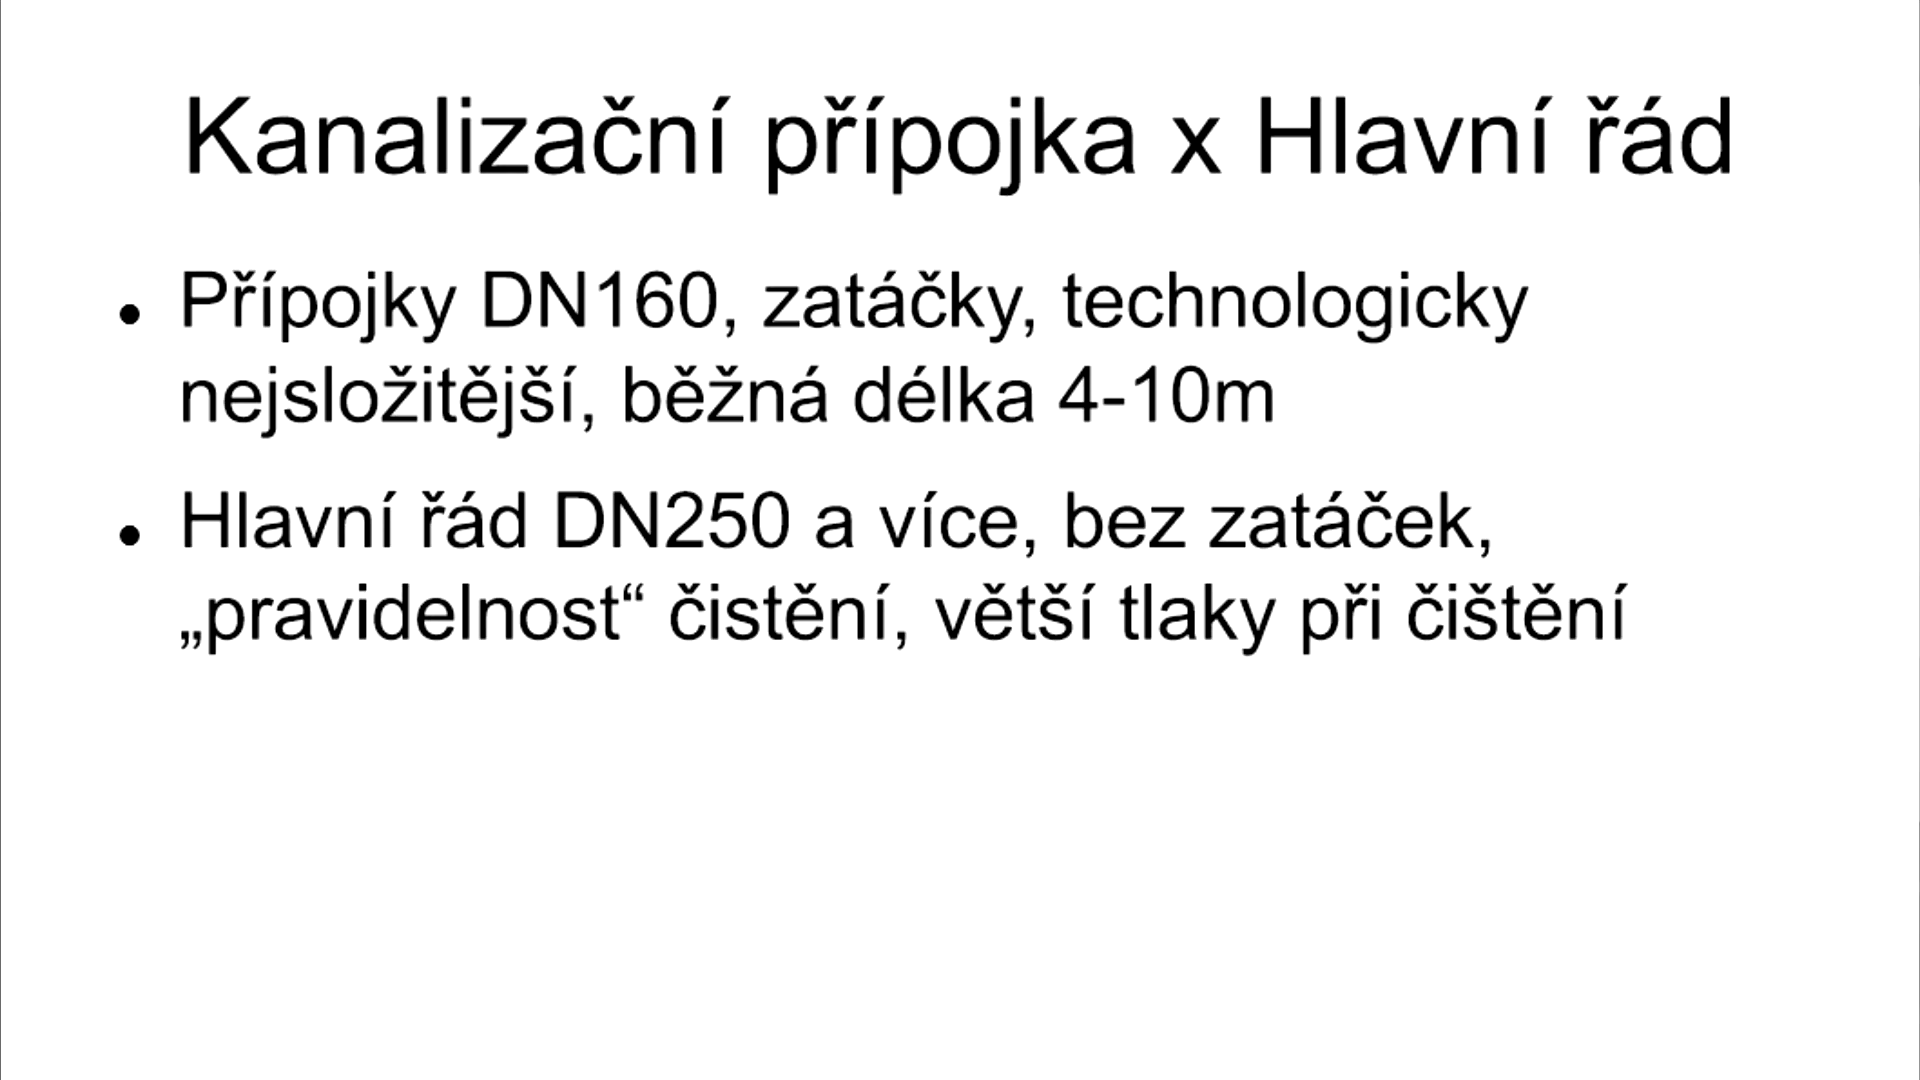 Kanalizační přípojka x Hlavní řád
• Přípojky DN160, zatáčky, technologicky
nejsložitější, běžná délka 4-10m
• Hlavní řád DN250 a více, bez zatáček,
„pravidelnost“ čistění, větší tlaky při čištění